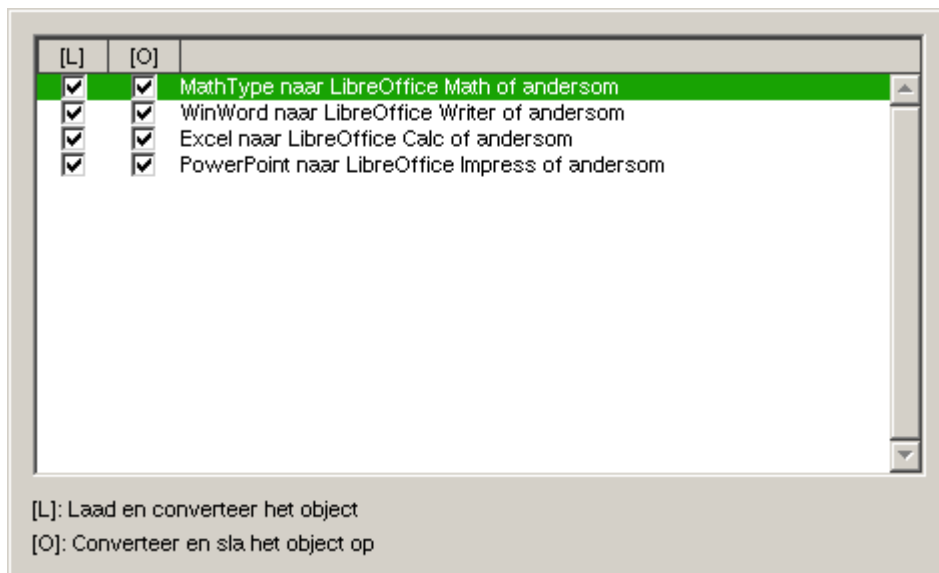 [L] [O]
MathType naar LibreOffice Math of andersom
WinWord naar LibreOffice Writer of andersom
Excel naar LibreOffice Calc of andersom
PowerPoint naar LibreOffice Impress of andersom
[L]: Laad en converteer het object
[O]: Converteer en sla het object op